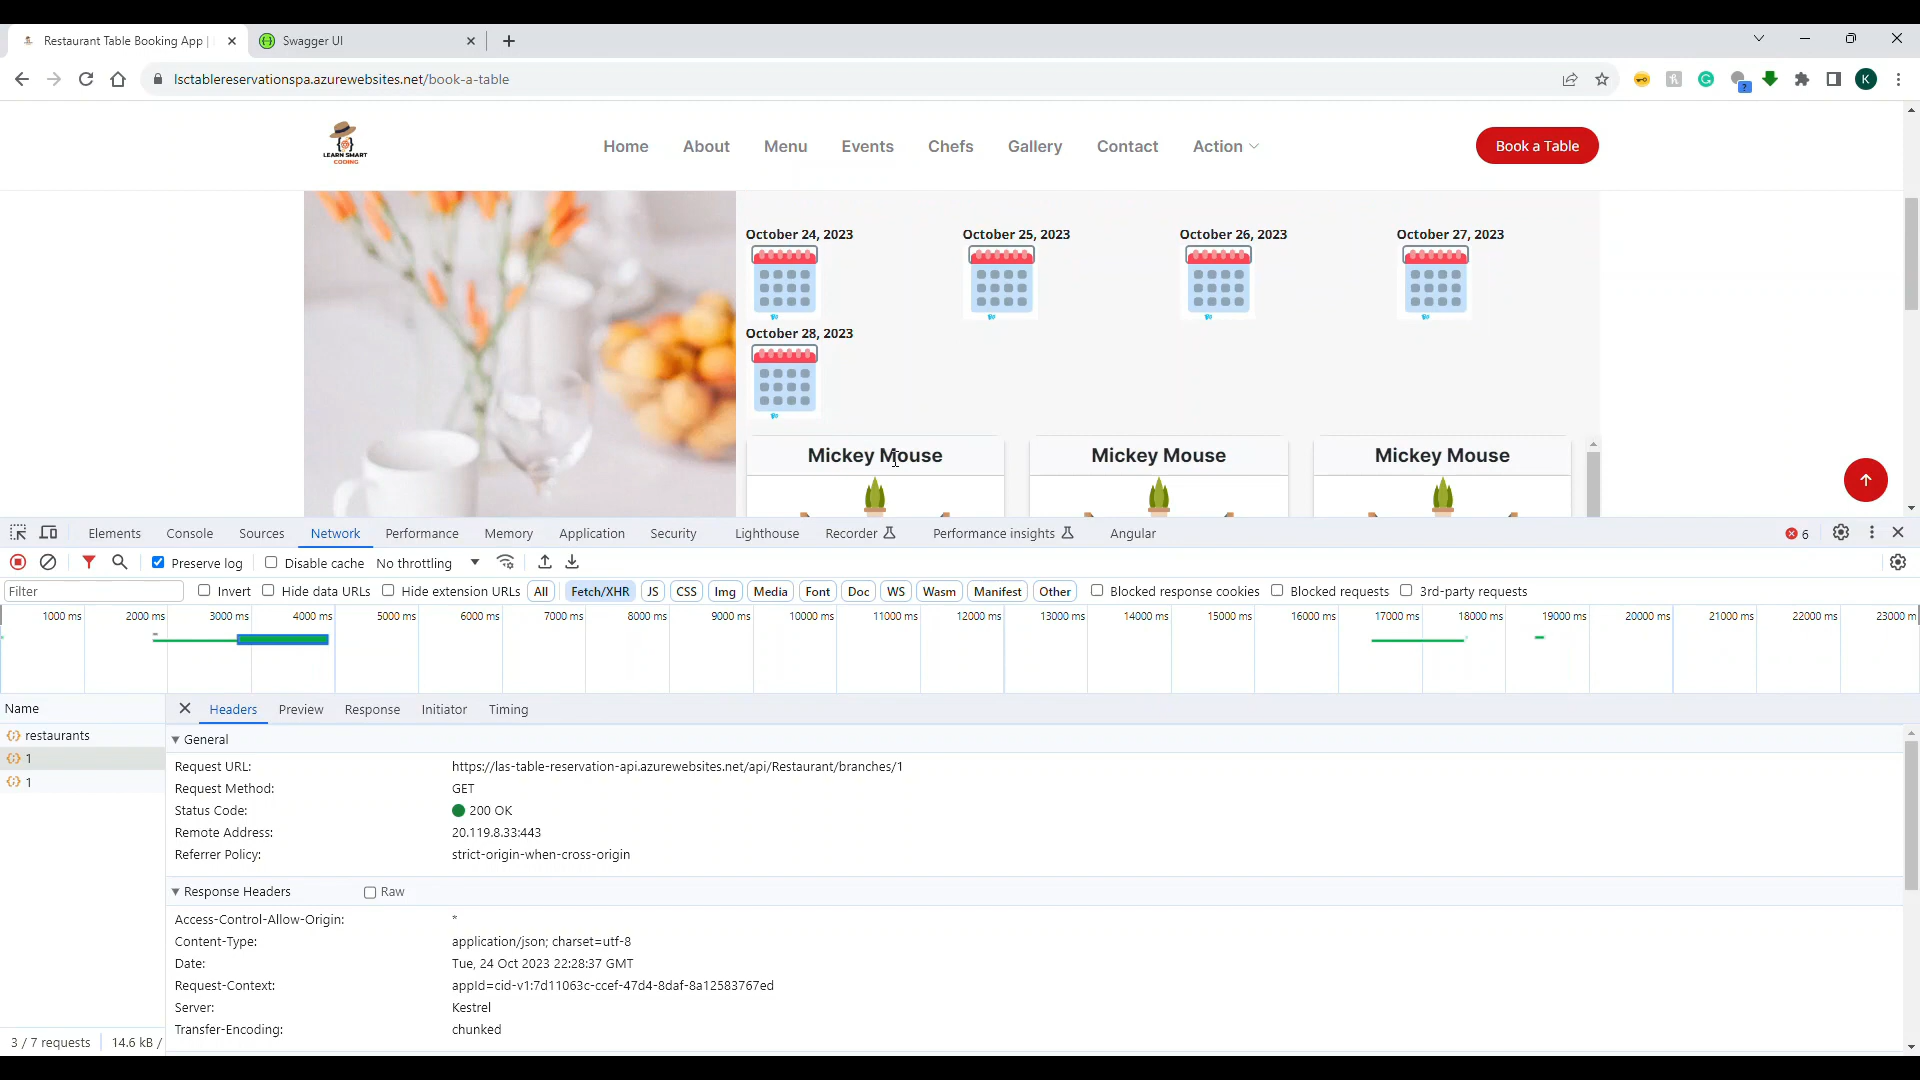 Restaurant Table Booking App |
Swagger UI
lsctablereservationspa.azurewebsites.net/book-a-table
?
K
LEARN SMART
CODING
Home
About
Menu
Events
Chefs
Gallery
Contact
Action
Book a Table
October 24, 2023
October 25, 2023
October 26, 2023
October 27, 2023
October 28, 2023
Mickey Mouse
Mickey Mouse
Mickey Mouse
Elements
Console
Sources
Network
Performance
Memory
Application
Security
Lighthouse
Recorder
Performance insights
Angular
6
Preserve log
Disable cache
No throttling
Filter
Invert
Hide data URLs
Hide extension URLs
All
Fetch/XHR
JS
CSS
Img
Media
Font
Doc
WS
Wasm
Manifest
Other
Blocked response cookies
Blocked requests
3rd-party requests
1000 ms
2000 ms
3000 ms
4000 ms
5000 ms
6000 ms
7000 ms
8000 ms
9000 ms
10000 ms
11000 ms
12000 ms
13000 ms
14000 ms
15000 ms
16000 ms
17000 ms
18000 ms
19000 ms
20000 ms
21000 ms
22000 ms
23000 m
Name
Headers
Preview
Response
Initiator
Timing
restaurants
1
1
General
Request URL: https://las-table-reservation-api.azurewebsites.net/api/Restaurant/branches/1
Request Method: GET
Status Code: 200 OK
Remote Address: 20.119.8.33:443
Referrer Policy: strict-origin-when-cross-origin
Response Headers
Raw
Access-Control-Allow-Origin: *
Content-Type: application/json; charset=utf-8
Date: Tue, 24 Oct 2023 22:28:37 GMT
Request-Context: appId=cid-v1:7d11063c-ccef-47d4-8daf-8a12583767ed
Server: Kestrel
Transfer-Encoding: chunked
3 / 7 requests
14.6 kB /